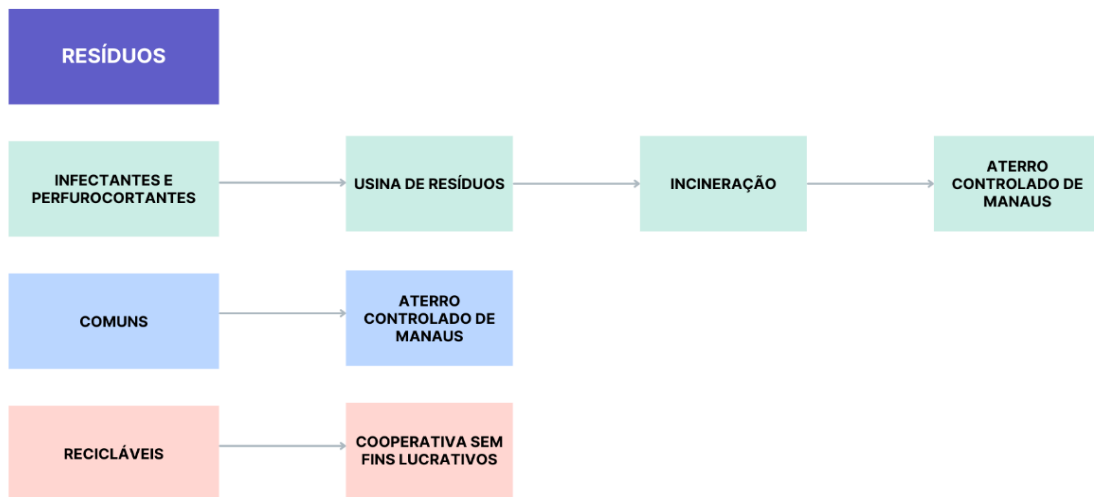 RESÍDUOS
INFECTANTES E
PERFUROCORTANTES
USINA DE RESÍDUOS
INCINERAÇÃO
ATERRO
CONTROLADO DE
MANAUS
COMUNS
ATERRO
CONTROLADO DE
MANAUS
RECICLÁVEIS
COOPERATIVA SEM
FINS LUCRATIVOS